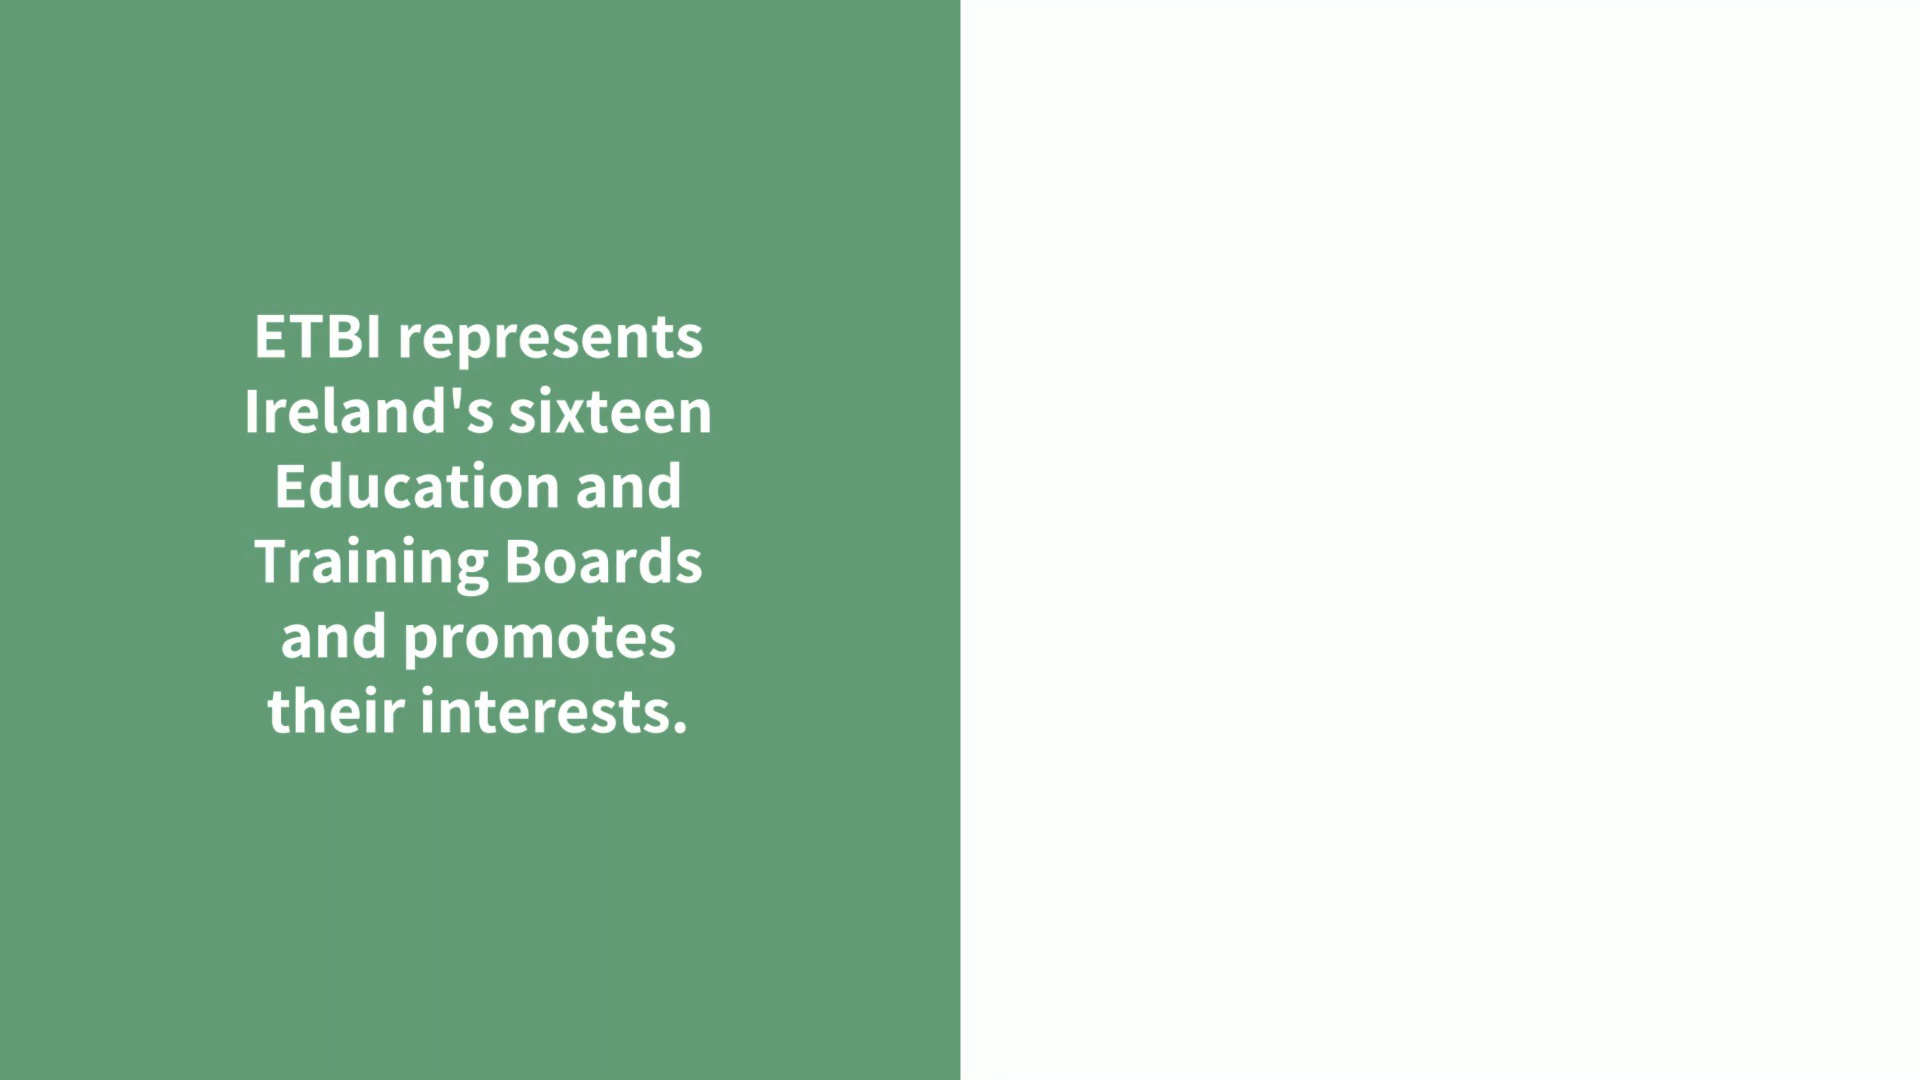 ETBI represents
Ireland's sixteen
Education and
Training Boards
and promotes
their interests.